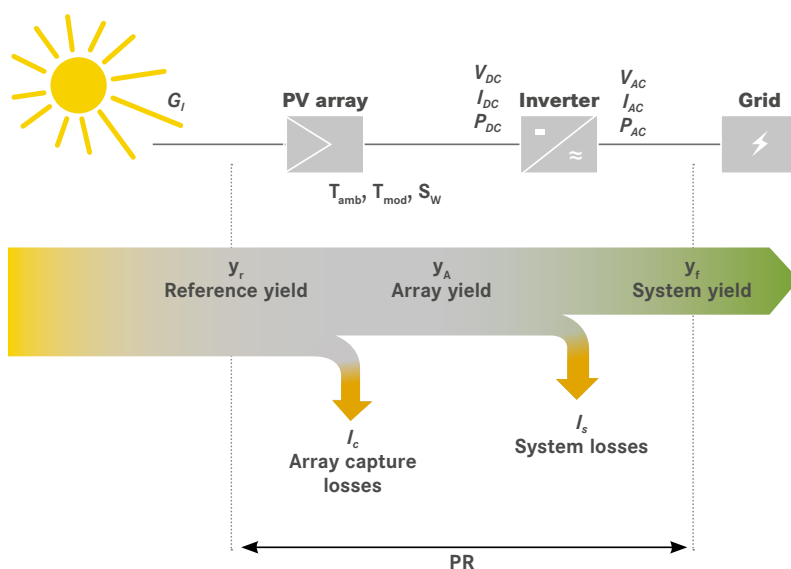 G_I
PV array
V_DC
I_DC
P_DC
Inverter
V_AC
I_AC
P_AC
Grid
T_amb, T_mod, S_W
y_r
Reference yield
y_A
Array yield
y_f
System yield
l_c
Array capture
losses
l_s
System losses
PR